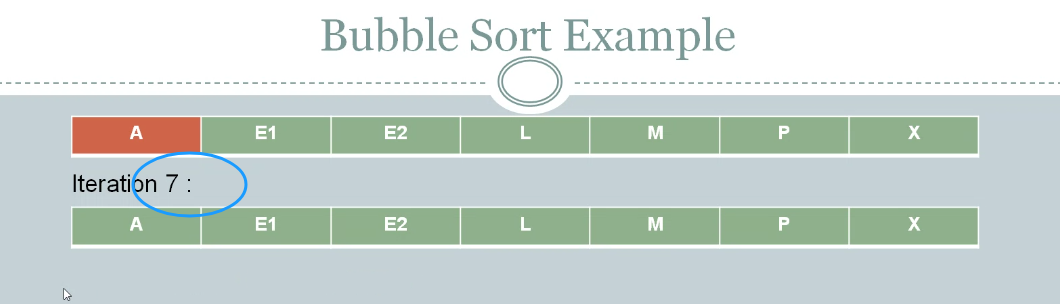 Bubble Sort Example
A E1 E2 L M P X
Iteration 7 :
A E1 E2 L M P X